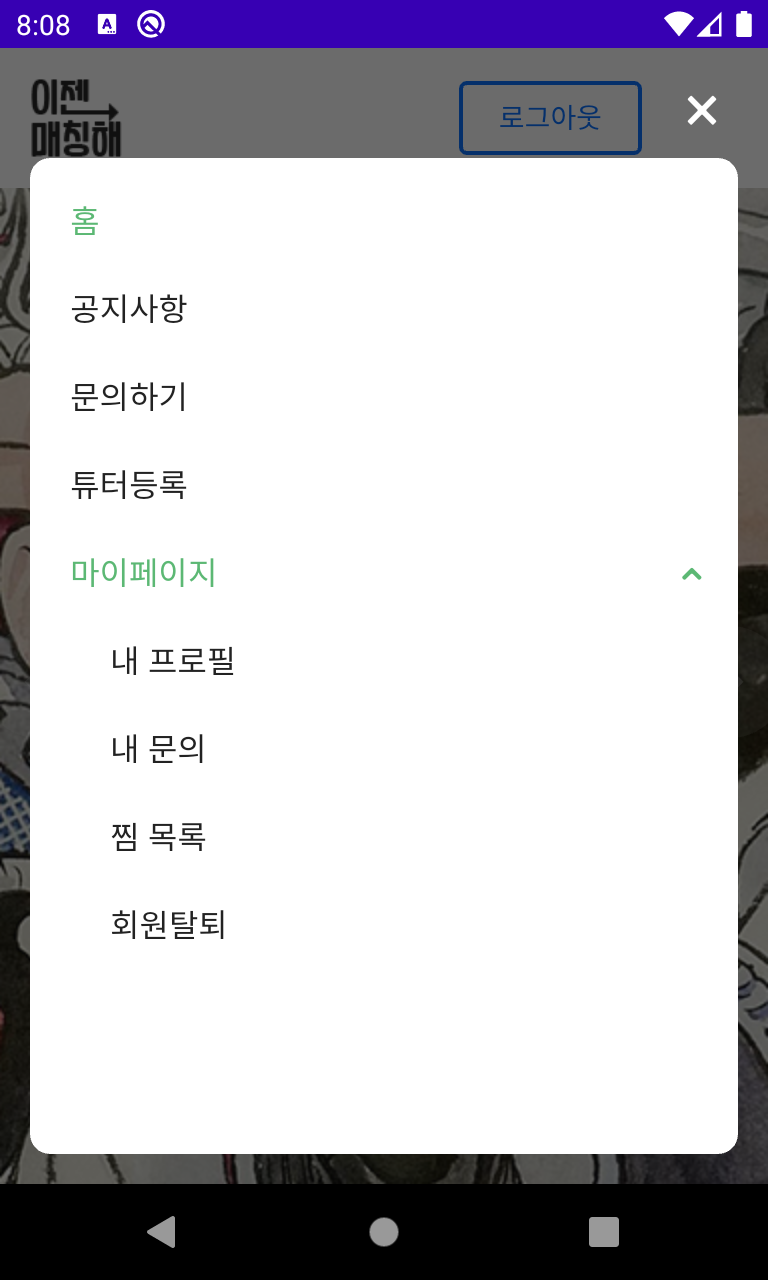 8:08
이젠
매칭해
로그아웃
홈
공지사항
문의하기
튜터등록
마이페이지
내 프로필
내 문의
찜 목록
회원탈퇴